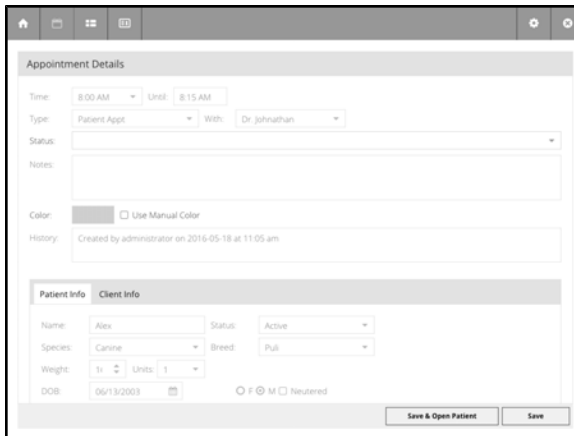 Appointment Details
Time: 8:00 AM Until: 8:15 AM
Type: Patient Appt. With: Dr. Johnathan
Status:
Notes:
Color: Use Manual Color
History: Created by administrator on 2016-05-18 at 11:05 am
Patient Info Client Info
Name: Alex Status: Active
Species: Canine Breed: Puli
Weight: Units: 1
DOB: 06/13/2003 F M Neutered
Save & Open Patient Save